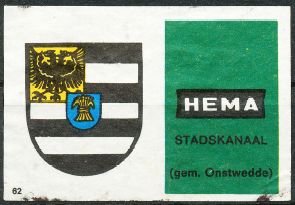 HEMA
STADSKANAAL
(gem. Onstwedde)
62